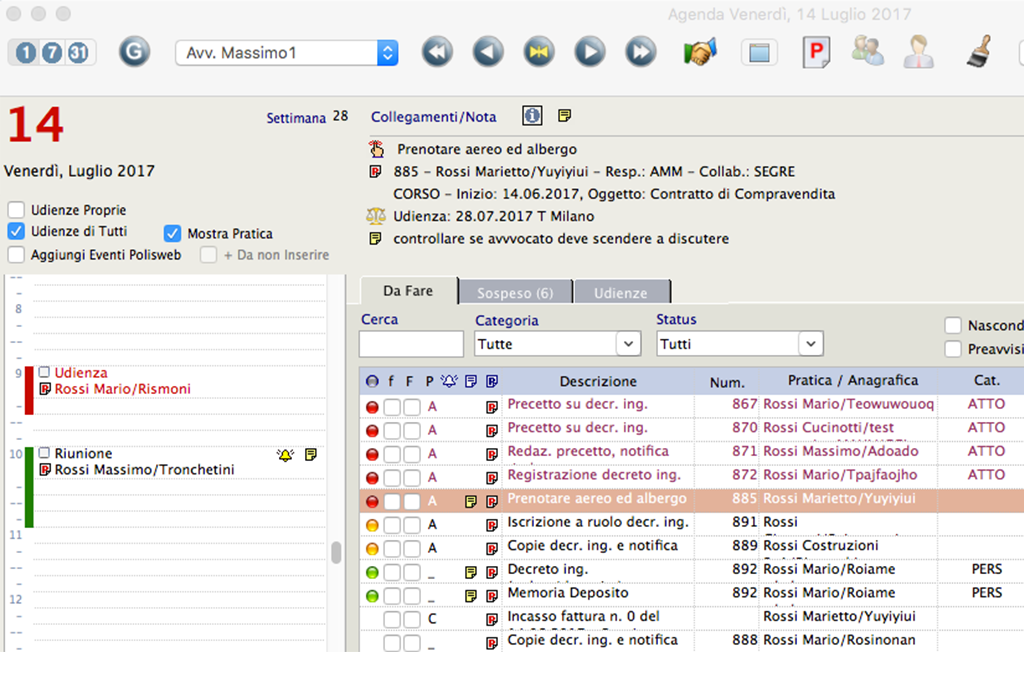 Agenda Venerdì, 14 Luglio 2017
1 7 31 G Avv. Massimo1 P
14
Settimana 28
Venerdì, Luglio 2017
Udienze Proprie
Udienze di Tutti
Mostra Pratica
Aggiungi Eventi Polisweb
+ Da non Inserire
Collegamenti/Nota
Prenotare aereo ed albergo
885 - Rossi Marietto/Yuyiyiui - Resp.: AMM - Collab.: SEGRE
CORSO - Inizio: 14.06.2017, Oggetto: Contratto di Compravendita
Udienza: 28.07.2017 T Milano
controllare se avvvocato deve scendere a discutere
8
9
Udienza
Rossi Mario/Rismoni
10
Riunione
Rossi Massimo/Tronchetini
11
12
Da Fare Sospeso (6) Udienze
Cerca Categoria Status
Tutte Tutti
Nascond
Preavvisi
f F P Descrizione Num. Pratica / Anagrafica Cat.
A Precetto su decr. ing. 867 Rossi Mario/Teowuwouoq ATTO
A Precetto su decr. ing. 870 Rossi Cucinotti/test ATTO
A Redaz. precetto, notifica 871 Rossi Massimo/Adoado ATTO
A Registrazione decreto ing. 872 Rossi Mario/Tpajfaojho ATTO
A Prenotare aereo ed albergo 885 Rossi Marietto/Yuyiyiui
A Iscrizione a ruolo decr. ing. 891 Rossi
A Copie decr. ing. e notifica 889 Rossi Costruzioni
_ Decreto ing. 892 Rossi Mario/Roiame PERS
_ Memoria Deposito 892 Rossi Mario/Roiame PERS
C Incasso fattura n. 0 del Rossi Marietto/Yuyiyiui
_ Copie decr. ing. e notifica 888 Rossi Mario/Rosinonan